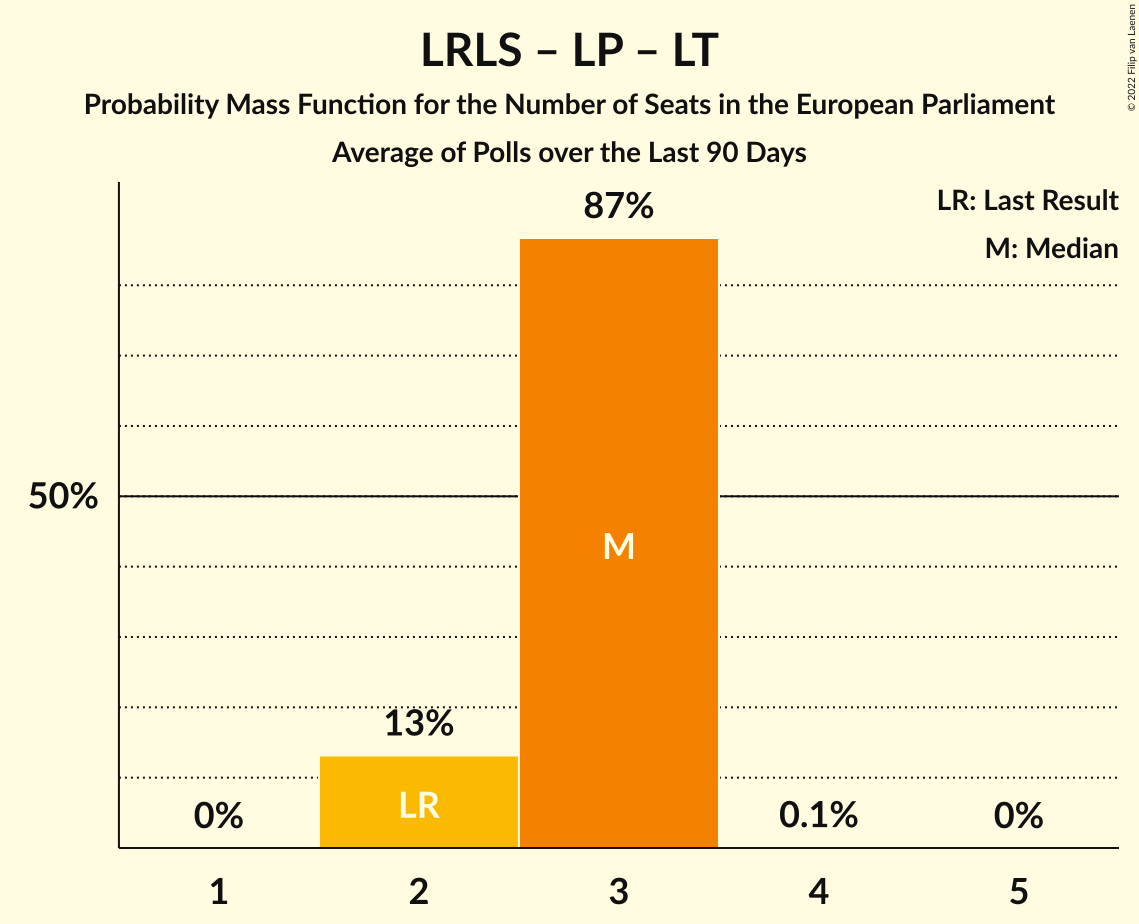 LRLS – LP – LT
Probability Mass Function for the Number of Seats in the European Parliament
Average of Polls over the Last 90 Days
© 2022 Filip van Laenen
LR: Last Result
M: Median
87%
50%
M
13%
LR
0%
0.1%
0%
1
2
3
4
5